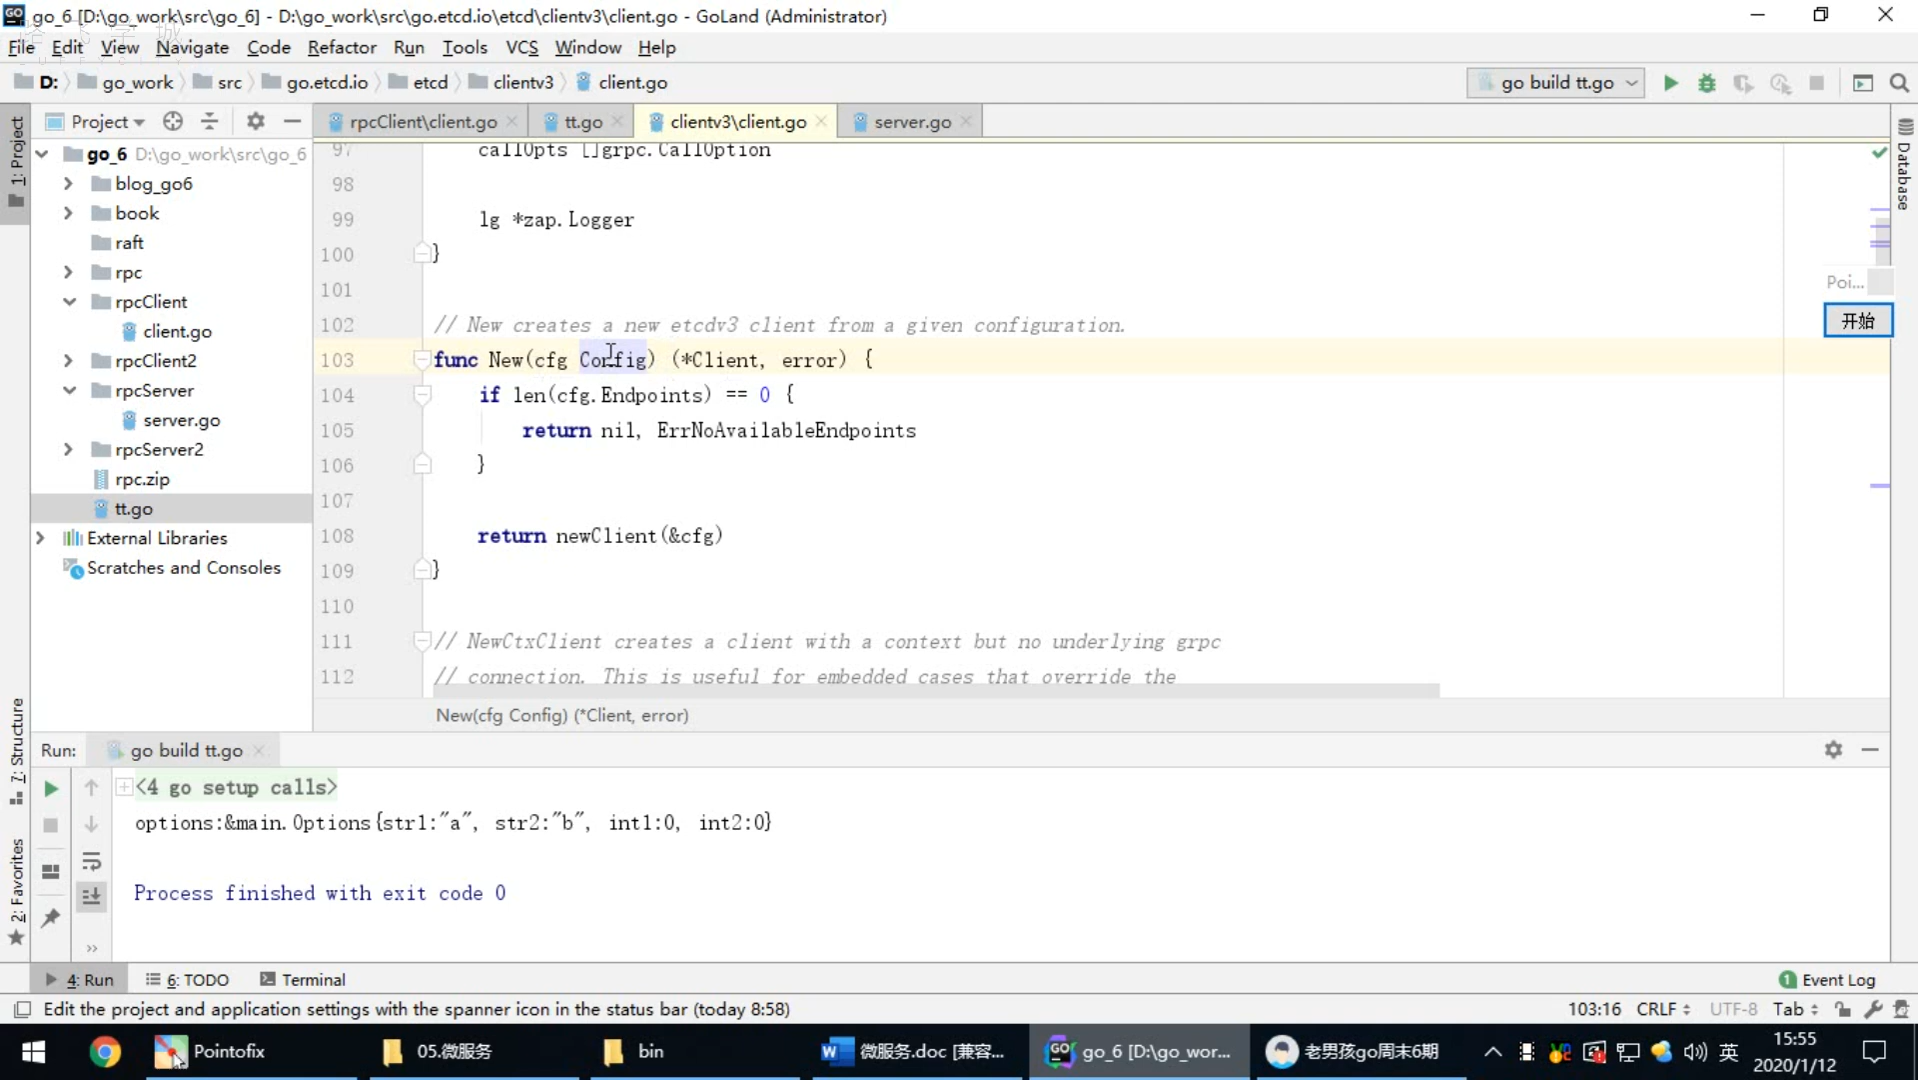 go_6 [D:\go_work\src\go_6] - D:\go_work\src\go.etcd.io\etcd\clientv3\client.go - GoLand (Administrator)
File Edit View Navigate Code Refactor Run Tools VCS Window Help
D: go_work src go.etcd.io etcd clientv3 client.go
go build tt.go
Project
rpcClient\client.go
tt.go
clientv3\client.go
server.go
1: Project
go_6 D:\go_work\src\go_6
blog_go6
book
raft
rpc
rpcClient
client.go
rpcClient2
rpcServer
server.go
rpcServer2
rpc.zip
tt.go
External Libraries
Scratches and Consoles
97 callOpts []grpc.CallOption
98
99 lg *zap.Logger
100 }
101
102 // New creates a new etcdv3 client from a given configuration.
103 func New(cfg Config) (*Client, error) {
104 if len(cfg.Endpoints) == 0 {
105 return nil, ErrNoAvailableEndpoints
106 }
107
108 return newClient(&cfg)
109 }
110
111 // NewCtxClient creates a client with a context but no underlying grpc
112 // connection. This is useful for embedded cases that override the
New(cfg Config) (*Client, error)
Database
Poi...
开始
7: Structure
2: Favorites
Run: go build tt.go
<4 go setup calls>
options:&main.Options{str1:"a", str2:"b", int1:0, int2:0}
Process finished with exit code 0
4: Run 6: TODO Terminal
1 Event Log
Edit the project and application settings with the spanner icon in the status bar (today 8:58)
103:16 CRLF UTF-8 Tab
Pointofix
05.微服务
bin
微服务.doc [兼容...
go_6 [D:\go_wor...
老男孩go周末6期
英
15:55
2020/1/12